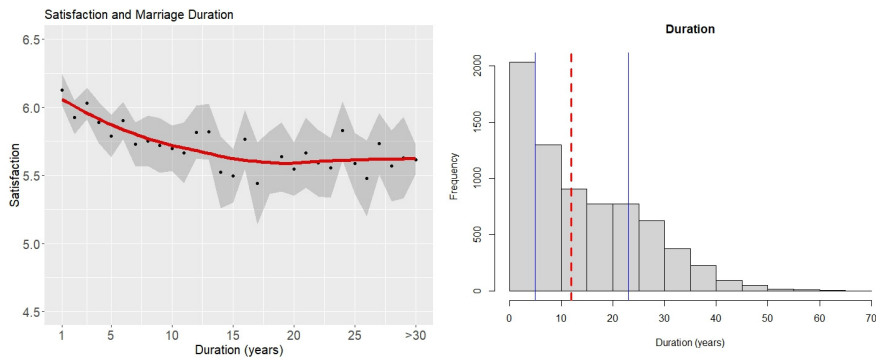 Satisfaction and Marriage Duration
6.5
6.0
5.5
5.0
4.5
Satisfaction
1 5 10 15 20 25 >30
Duration (years)
Duration
2000
1500
1000
500
0
Frequency
0 10 20 30 40 50 60 70
Duration (years)